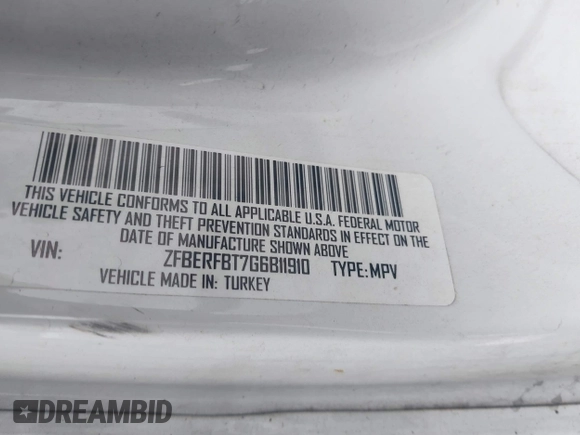 THIS VEHICLE CONFORMS TO ALL APPLICABLE U.S.A. FEDERAL MOTOR
VEHICLE SAFETY AND THEFT PREVENTION STANDARDS IN EFFECT ON THE
DATE OF MANUFACTURE SHOWN ABOVE
VIN: ZFBERFBT7G6B11910 TYPE: MPV
VEHICLE MADE IN: TURKEY
DREAMBID